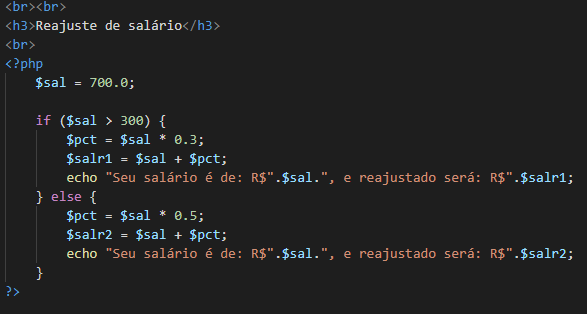 <br><br>
<h3>Reajuste de salário</h3>
<br>
<?php
    $sal = 700.0;

    if ($sal > 300) {
        $pct = $sal * 0.3;
        $salr1 = $sal + $pct;
        echo "Seu salário é de: R$".$sal.", e reajustado será: R$".$salr1;
    } else {
        $pct = $sal * 0.5;
        $salr2 = $sal + $pct;
        echo "Seu salário é de: R$".$sal.", e reajustado será: R$".$salr2;
    }
?>